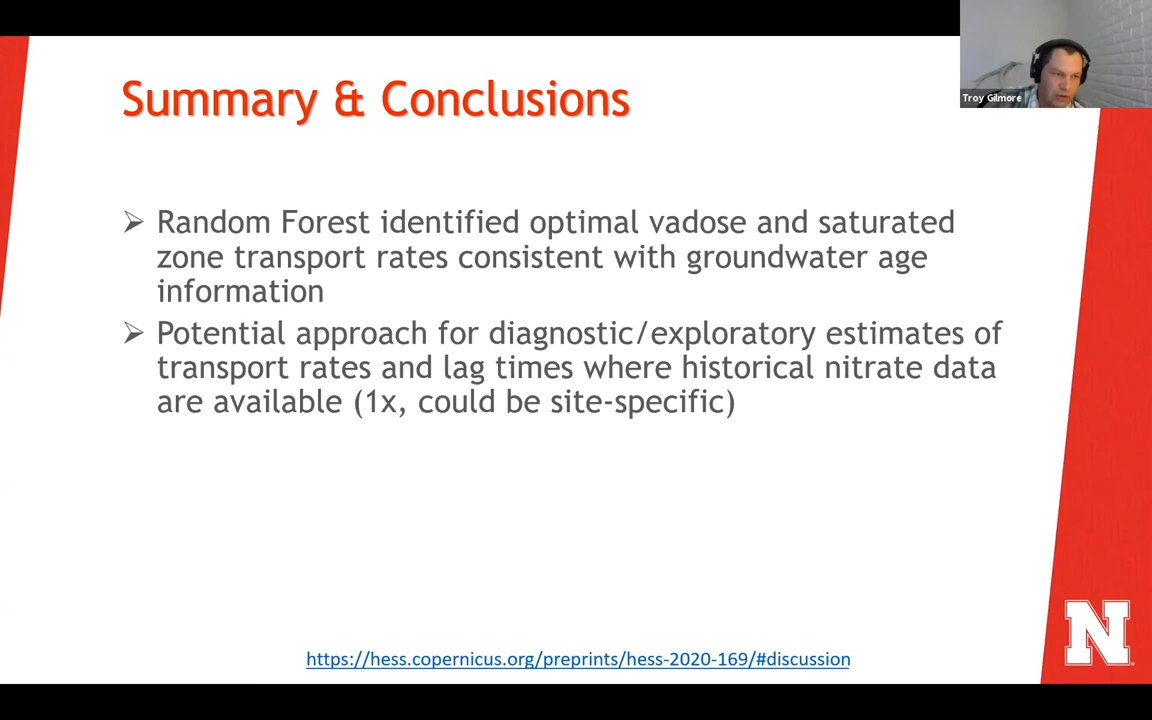 Troy Gilmore
Summary & Conclusions
➢ Random Forest identified optimal vadose and saturated
zone transport rates consistent with groundwater age
information
➢ Potential approach for diagnostic/exploratory estimates of
transport rates and lag times where historical nitrate data
are available (1x, could be site-specific)
https://hess.copernicus.org/preprints/hess-2020-169/#discussion
N